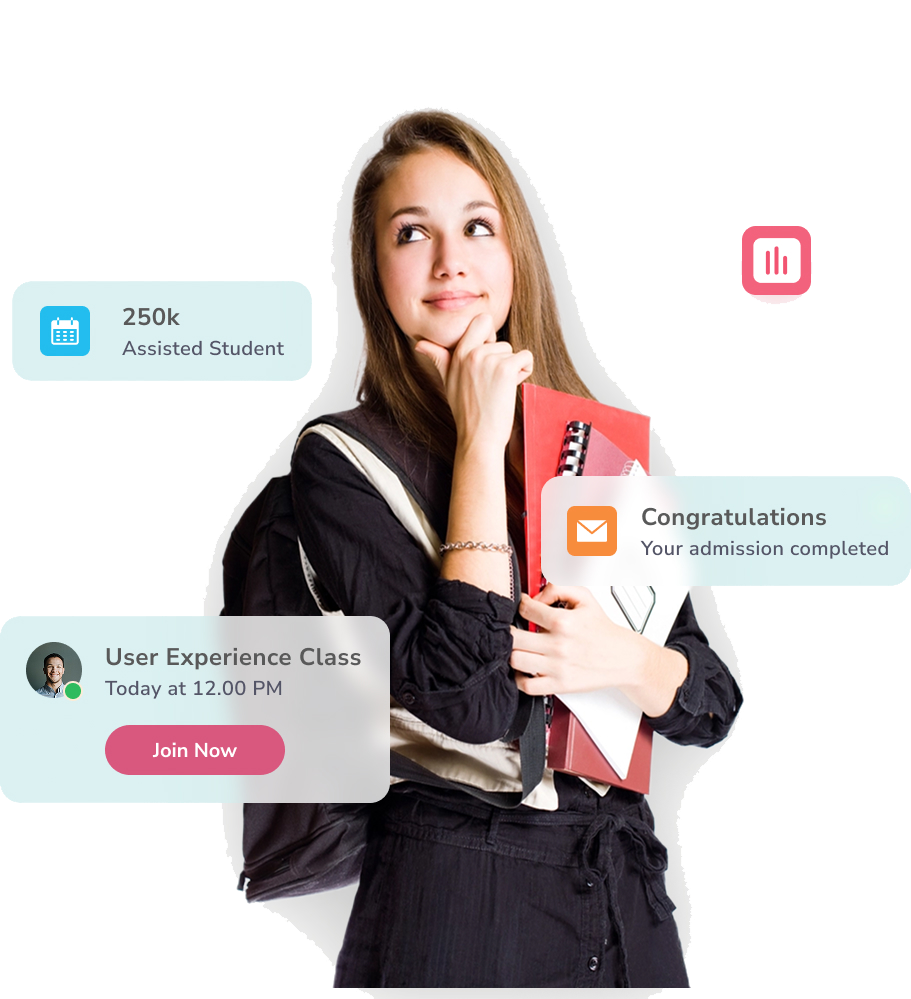 250k
Assisted Student
Congratulations
Your admission completed
User Experience Class
Today at 12.00 PM
Join Now